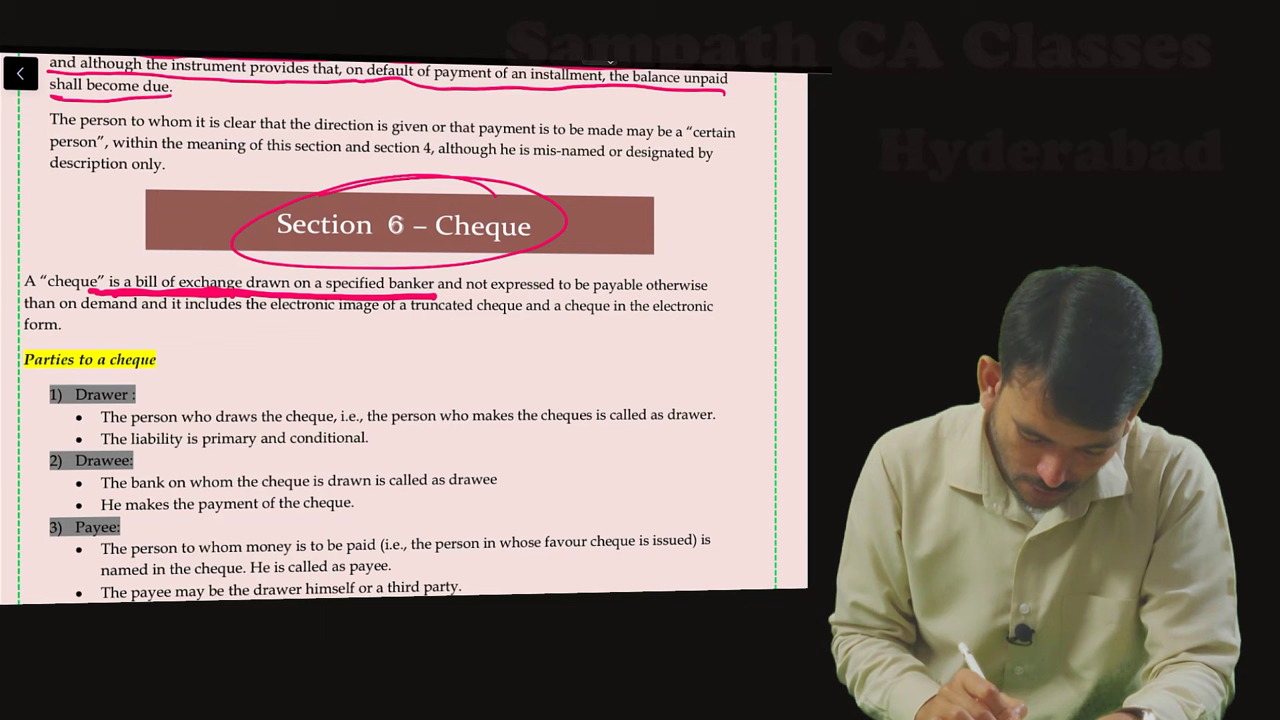 Sampath CA Classes
Hyderabad
and although the instrument provides that, on default of payment of an installment, the balance unpaid
shall become due.
The person to whom it is clear that the direction is given or that payment is to be made may be a “certain
person”, within the meaning of this section and section 4, although he is mis-named or designated by
description only.
Section 6 – Cheque
A “cheque” is a bill of exchange drawn on a specified banker and not expressed to be payable otherwise
than on demand and it includes the electronic image of a truncated cheque and a cheque in the electronic
form.
Parties to a cheque
1) Drawer :
• The person who draws the cheque, i.e., the person who makes the cheques is called as drawer.
• The liability is primary and conditional.
2) Drawee:
• The bank on whom the cheque is drawn is called as drawee
• He makes the payment of the cheque.
3) Payee:
• The person to whom money is to be paid (i.e., the person in whose favour cheque is issued) is
named in the cheque. He is called as payee.
• The payee may be the drawer himself or a third party.